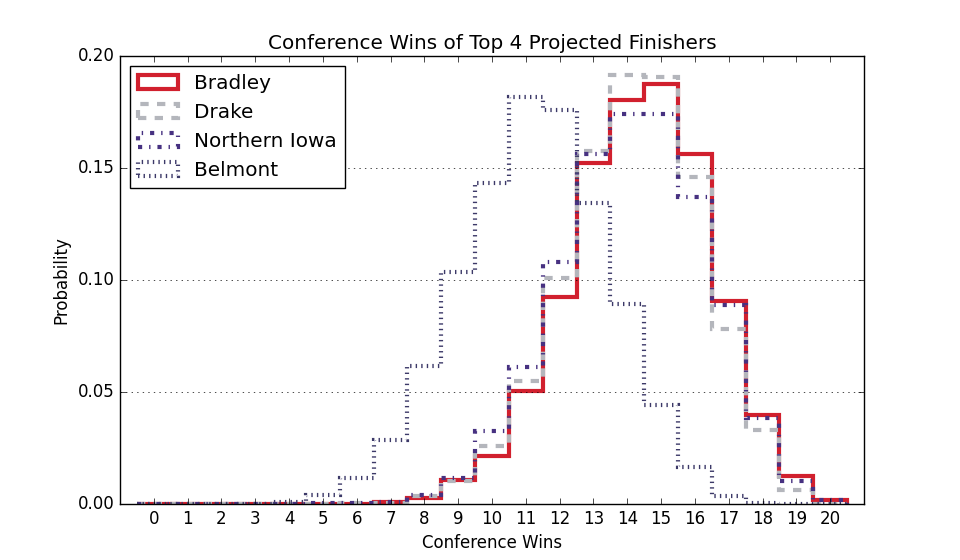 Conference Wins of Top 4 Projected Finishers
0.20
Bradley
Drake
Northern Iowa
Belmont
0.15
0.10
0.05
0.00
Probability
0 1 2 3 4 5 6 7 8 9 10 11 12 13 14 15 16 17 18 19 20
Conference Wins